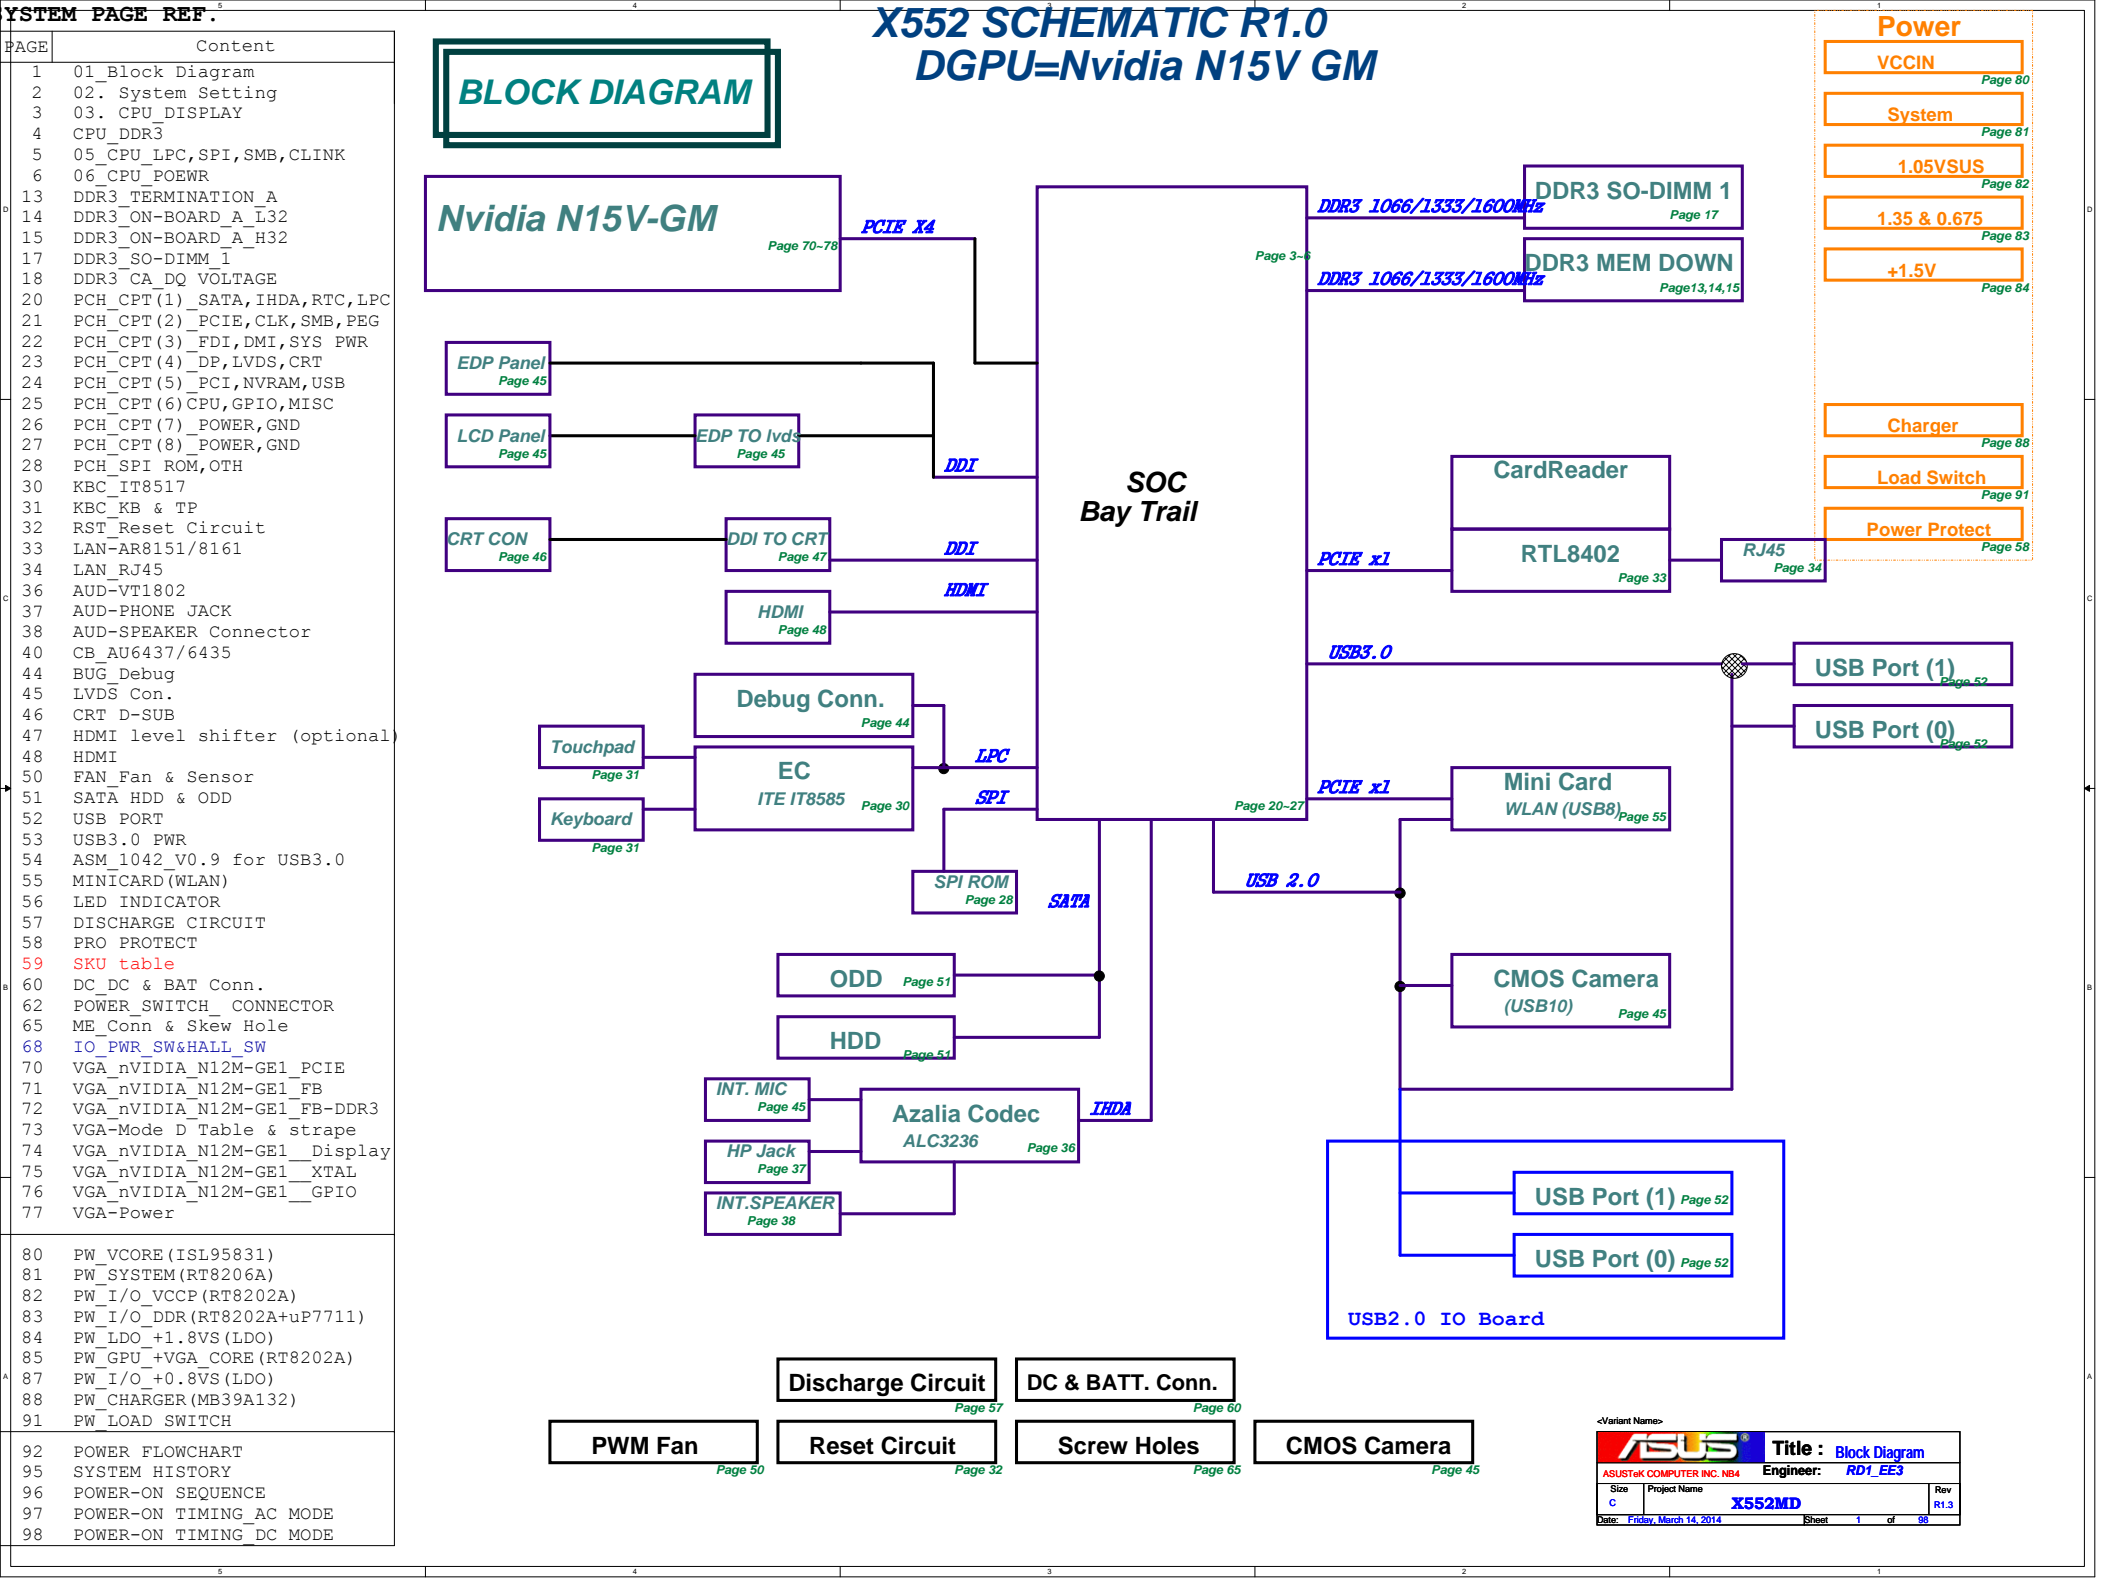 SYSTEM PAGE REF.
PAGE Content
1 01_Block Diagram
2 02. System Setting
3 03. CPU_DISPLAY
4 CPU_DDR3
5 05_CPU_LPC,SPI,SMB,CLINK
6 06_CPU_POEWR
13 DDR3_TERMINATION_A
14 DDR3_ON-BOARD_A_L32
15 DDR3_ON-BOARD_A_H32
17 DDR3_SO-DIMM_1
18 DDR3_CA_DQ VOLTAGE
20 PCH_CPT(1)_SATA,IHDA,RTC,LPC
21 PCH_CPT(2)_PCIE,CLK,SMB,PEG
22 PCH_CPT(3)_FDI,DMI,SYS PWR
23 PCH_CPT(4)_DP,LVDS,CRT
24 PCH_CPT(5)_PCI,NVRAM,USB
25 PCH_CPT(6)CPU,GPIO,MISC
26 PCH_CPT(7)_POWER,GND
27 PCH_CPT(8)_POWER,GND
28 PCH_SPI ROM,OTH
30 KBC_IT8517
31 KBC_KB & TP
32 RST_Reset Circuit
33 LAN-AR8151/8161
34 LAN_RJ45
36 AUD-VT1802
37 AUD-PHONE JACK
38 AUD-SPEAKER Connector
40 CB_AU6437/6435
44 BUG_Debug
45 LVDS Con.
46 CRT D-SUB
47 HDMI level shifter (optional)
48 HDMI
50 FAN_Fan & Sensor
51 SATA HDD & ODD
52 USB PORT
53 USB3.0 PWR
54 ASM_1042_V0.9 for USB3.0
55 MINICARD(WLAN)
56 LED INDICATOR
57 DISCHARGE CIRCUIT
58 PRO PROTECT
59 SKU table
60 DC_DC & BAT Conn.
62 POWER_SWITCH_ CONNECTOR
65 ME_Conn & Skew Hole
68 IO_PWR_SW&HALL_SW
70 VGA_nVIDIA_N12M-GE1_PCIE
71 VGA_nVIDIA_N12M-GE1_FB
72 VGA_nVIDIA_N12M-GE1_FB-DDR3
73 VGA-Mode D Table & strape
74 VGA_nVIDIA_N12M-GE1__Display
75 VGA_nVIDIA_N12M-GE1__XTAL
76 VGA_nVIDIA_N12M-GE1__GPIO
77 VGA-Power
80 PW_VCORE(ISL95831)
81 PW_SYSTEM(RT8206A)
82 PW_I/O_VCCP(RT8202A)
83 PW_I/O_DDR(RT8202A+uP7711)
84 PW_LDO_+1.8VS(LDO)
85 PW_GPU_+VGA_CORE(RT8202A)
87 PW_I/O_+0.8VS(LDO)
88 PW_CHARGER(MB39A132)
91 PW_LOAD SWITCH
92 POWER FLOWCHART
95 SYSTEM HISTORY
96 POWER-ON SEQUENCE
97 POWER-ON TIMING_AC MODE
98 POWER-ON TIMING_DC MODE
X552 SCHEMATIC R1.0
DGPU=Nvidia N15V GM
BLOCK DIAGRAM
Nvidia N15V-GM
Page 70~78
PCIE X4
EDP Panel
Page 45
LCD Panel
Page 45
EDP TO lvds
Page 45
DDI
CRT CON
Page 46
DDI TO CRT
Page 47
DDI
HDMI
HDMI
Page 48
Debug Conn.
Page 44
Touchpad
Page 31
EC
ITE IT8585 Page 30
LPC
Keyboard
Page 31
SPI
SPI ROM
Page 28
SATA
ODD Page 51
HDD Page 51
INT. MIC
Page 45
Azalia Codec
ALC3236 Page 36
IHDA
HP Jack
Page 37
INT.SPEAKER
Page 38
Page 3~6
SOC
Bay Trail
Page 20~27
DDR3 1066/1333/1600MHz
DDR3 SO-DIMM 1
Page 17
DDR3 1066/1333/1600MHz
DDR3 MEM DOWN
Page13,14,15
CardReader
PCIE x1
RTL8402
Page 33
RJ45
Page 34
USB3.0
USB Port (1)
Page 52
USB Port (0)
Page 52
PCIE x1
Mini Card
WLAN (USB8) Page 55
USB 2.0
CMOS Camera
(USB10) Page 45
USB Port (1) Page 52
USB Port (0) Page 52
USB2.0 IO Board
Power
VCCIN
Page 80
System
Page 81
1.05VSUS
Page 82
1.35 & 0.675
Page 83
+1.5V
Page 84
Charger
Page 88
Load Switch
Page 91
Power Protect
Page 58
Discharge Circuit
Page 57
DC & BATT. Conn.
Page 60
PWM Fan
Page 50
Reset Circuit
Page 32
Screw Holes
Page 65
CMOS Camera
Page 45
<Variant Name>
ASUS ®
Title : Block Diagram
ASUSTeK COMPUTER INC. NB4
Engineer: RD1_EE3
Size Project Name Rev
C X552MD R1.3
Date: Friday, March 14, 2014 Sheet 1 of 98
5 4 3 2 1
5 4 3 2 1
D C B A
D C B A